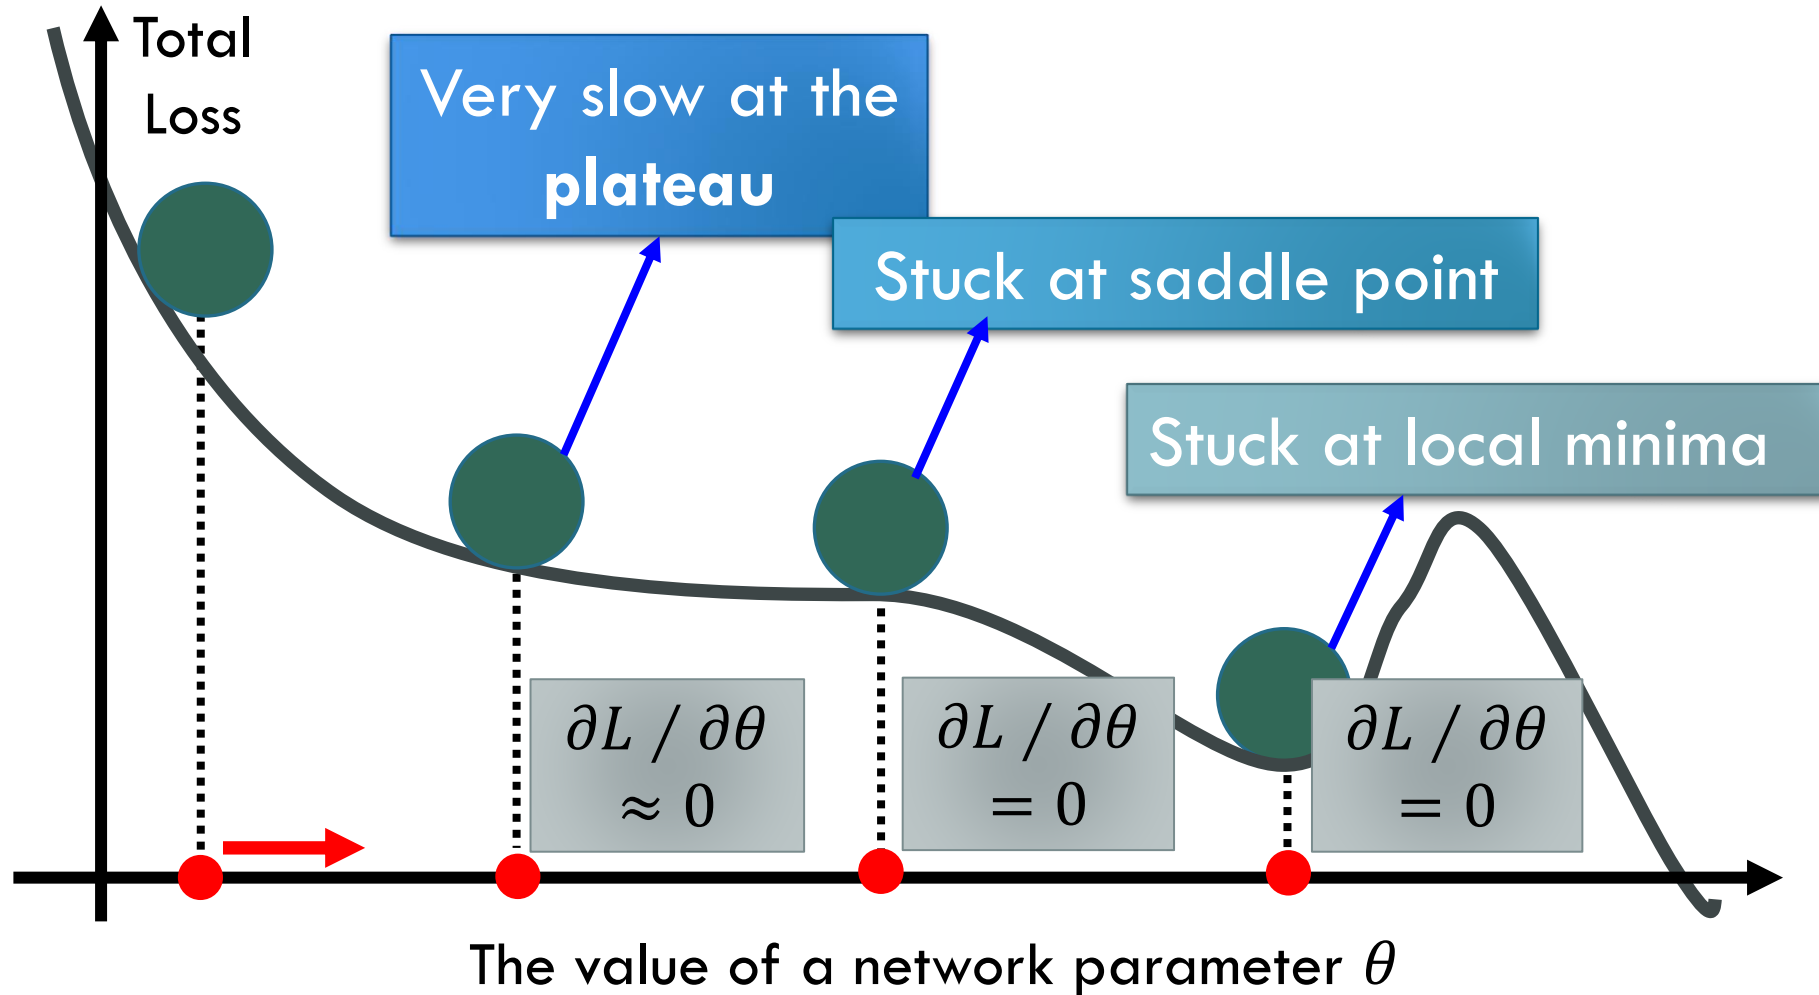 Total
Loss
Very slow at the
plateau
Stuck at saddle point
Stuck at local minima
∂L / ∂θ
≈ 0
∂L / ∂θ
= 0
∂L / ∂θ
= 0
The value of a network parameter θ